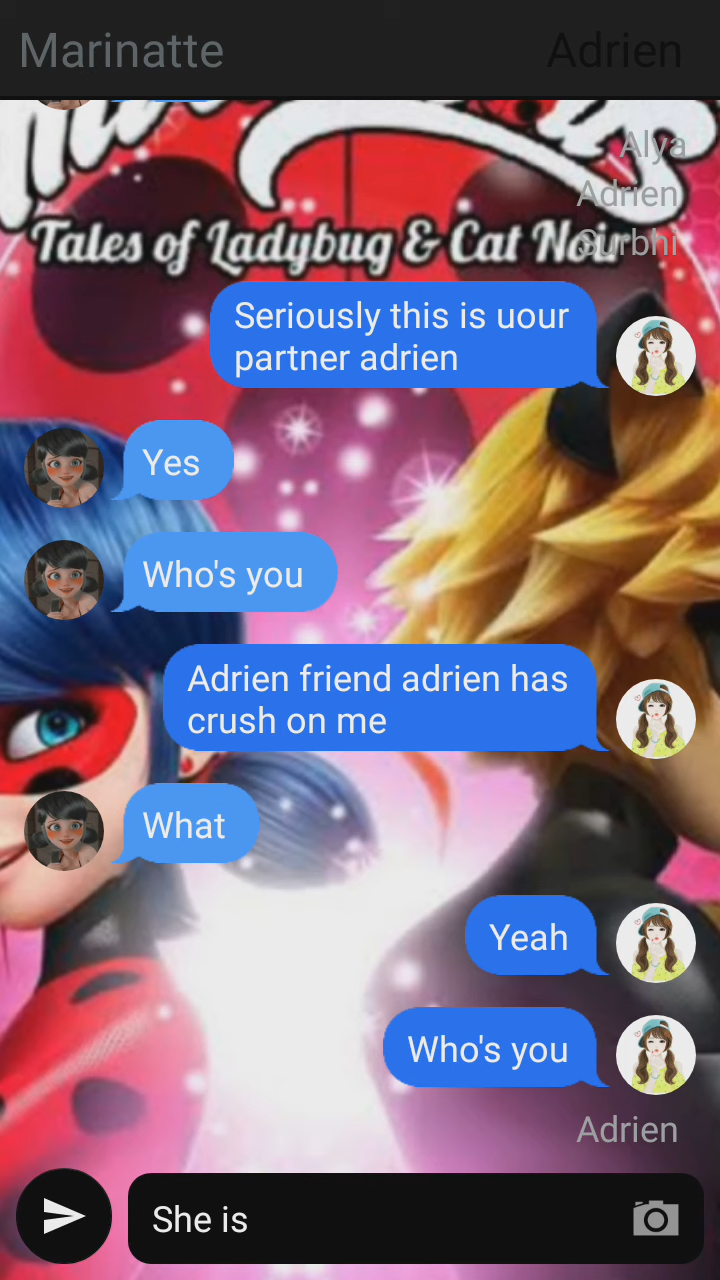 Marinatte
Adrien
Alya
Adrien
Surbhi
Tales of Ladybug & Cat Noir
Seriously this is uour
partner adrien
Yes
Who's you
Adrien friend adrien has
crush on me
What
Yeah
Who's you
Adrien
She is